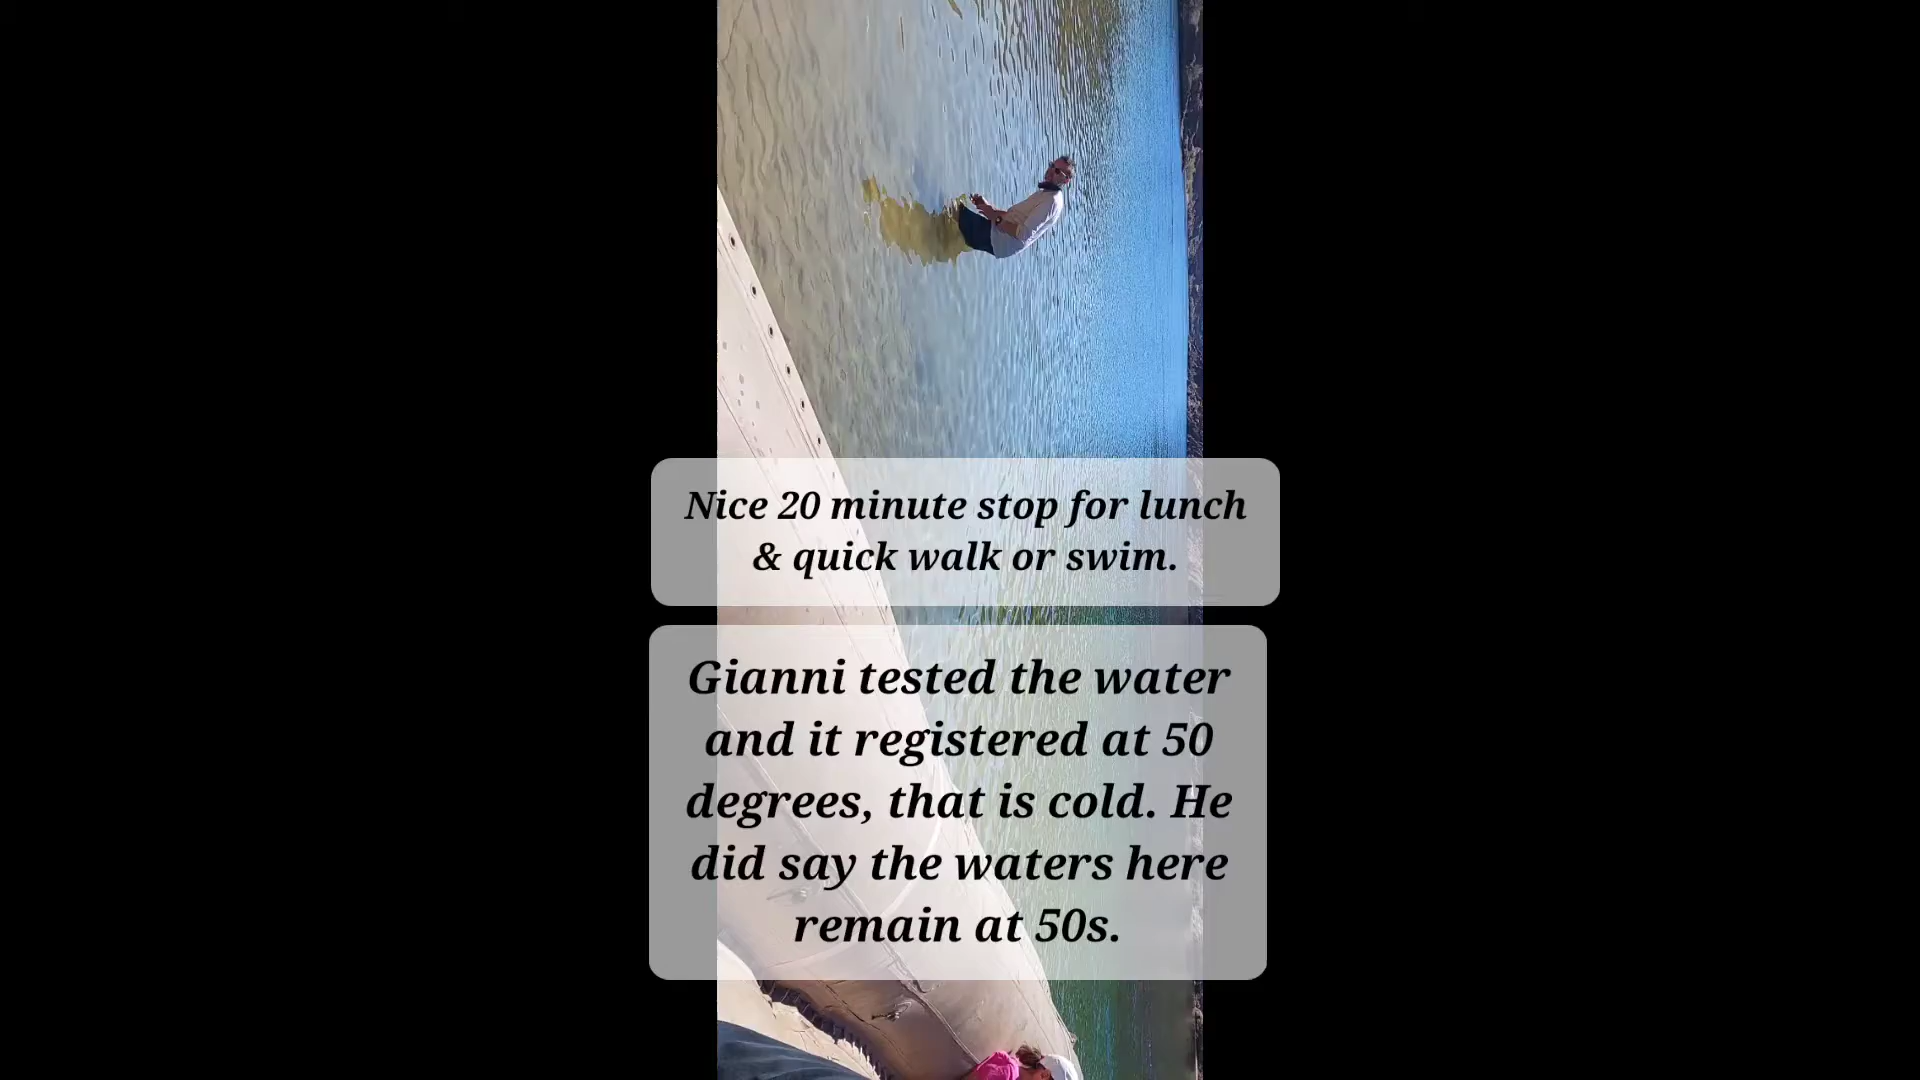 Nice 20 minute stop for lunch
& quick walk or swim.
Gianni tested the water
and it registered at 50
degrees, that is cold. He
did say the waters here
remain at 50s.